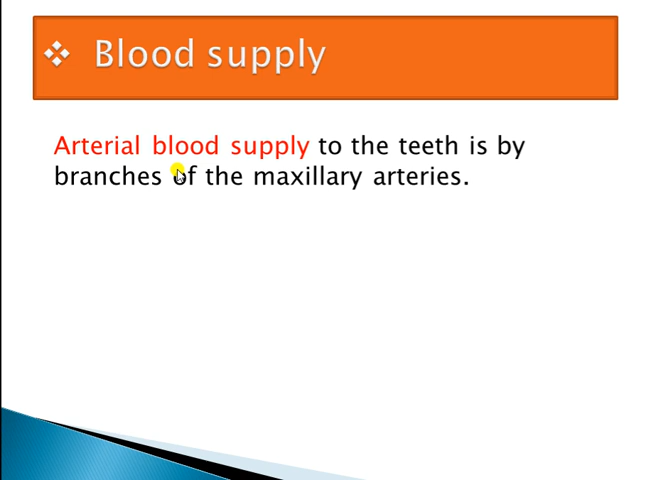 Blood supply
Arterial blood supply to the teeth is by
branches of the maxillary arteries.